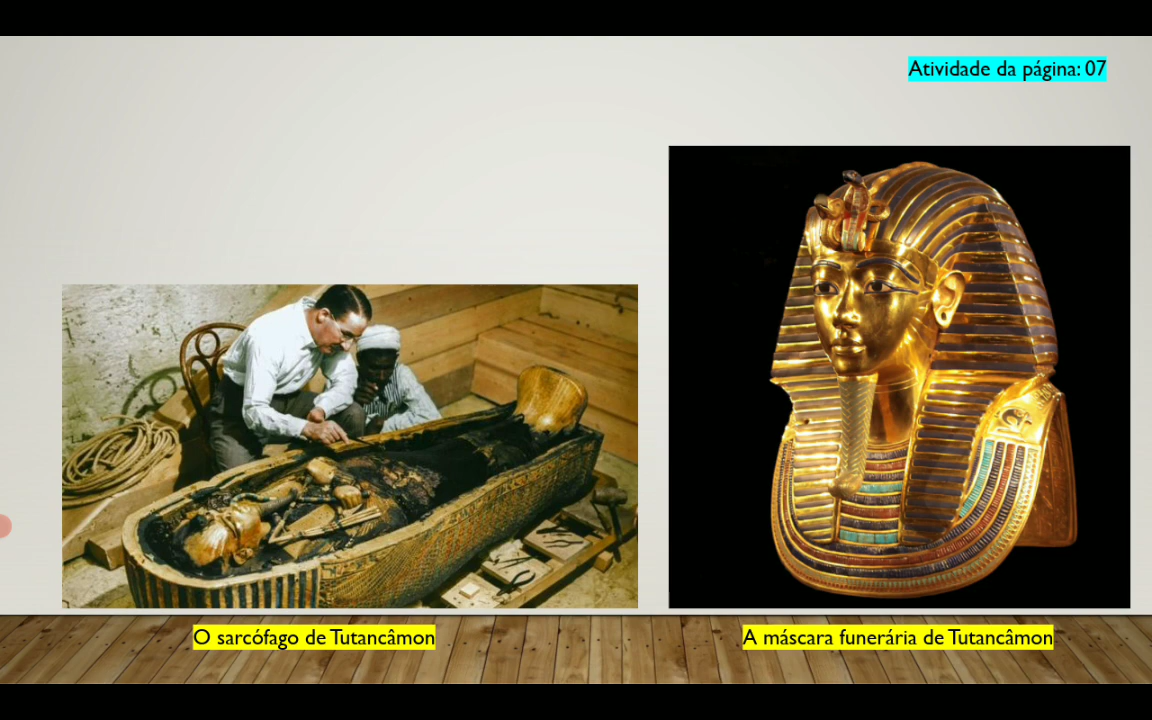 Atividade da página: 07
O sarcófago de Tutancâmon
A máscara funerária de Tutancâmon